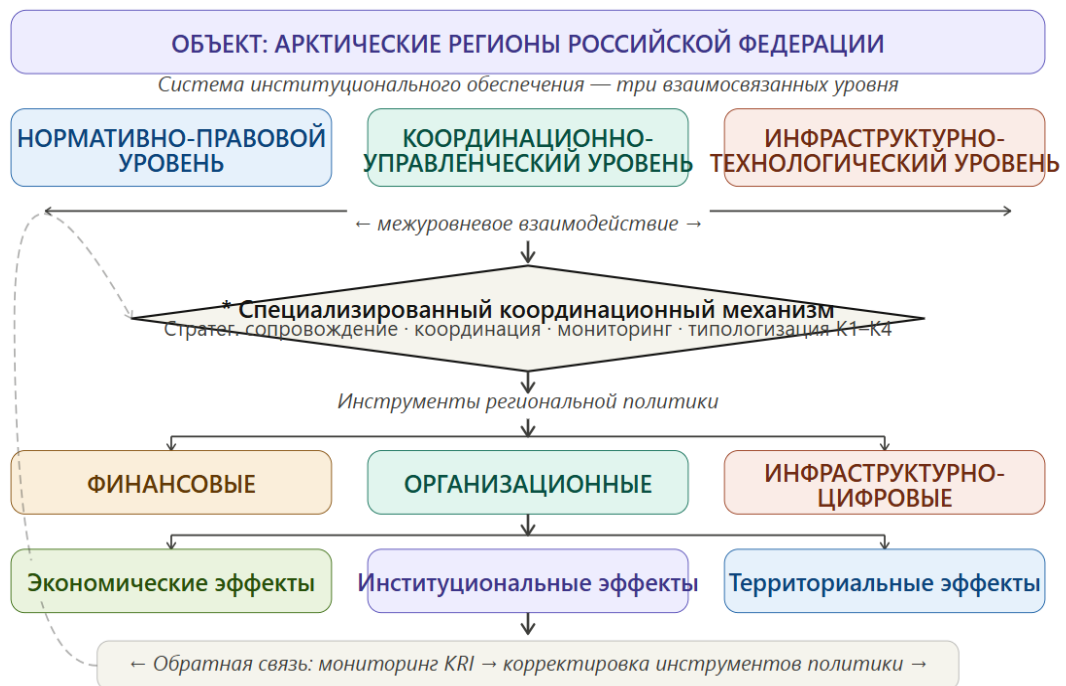 ОБЪЕКТ: АРКТИЧЕСКИЕ РЕГИОНЫ РОССИЙСКОЙ ФЕДЕРАЦИИ
Система институционального обеспечения — три взаимосвязанных уровня
НОРМАТИВНО-ПРАВОВОЙ
УРОВЕНЬ
КООРДИНАЦИОННО-
УПРАВЛЕНЧЕСКИЙ УРОВЕНЬ
ИНФРАСТРУКТУРНО-
ТЕХНОЛОГИЧЕСКИЙ УРОВЕНЬ
← межуровневое взаимодействие →
* Специализированный координационный механизм
Стратег. сопровождение · координация · мониторинг · типологизация К1–К4
Инструменты региональной политики
ФИНАНСОВЫЕ
ОРГАНИЗАЦИОННЫЕ
ИНФРАСТРУКТУРНО-
ЦИФРОВЫЕ
Экономические эффекты
Институциональные эффекты
Территориальные эффекты
← Обратная связь: мониторинг KRI → корректировка инструментов политики →